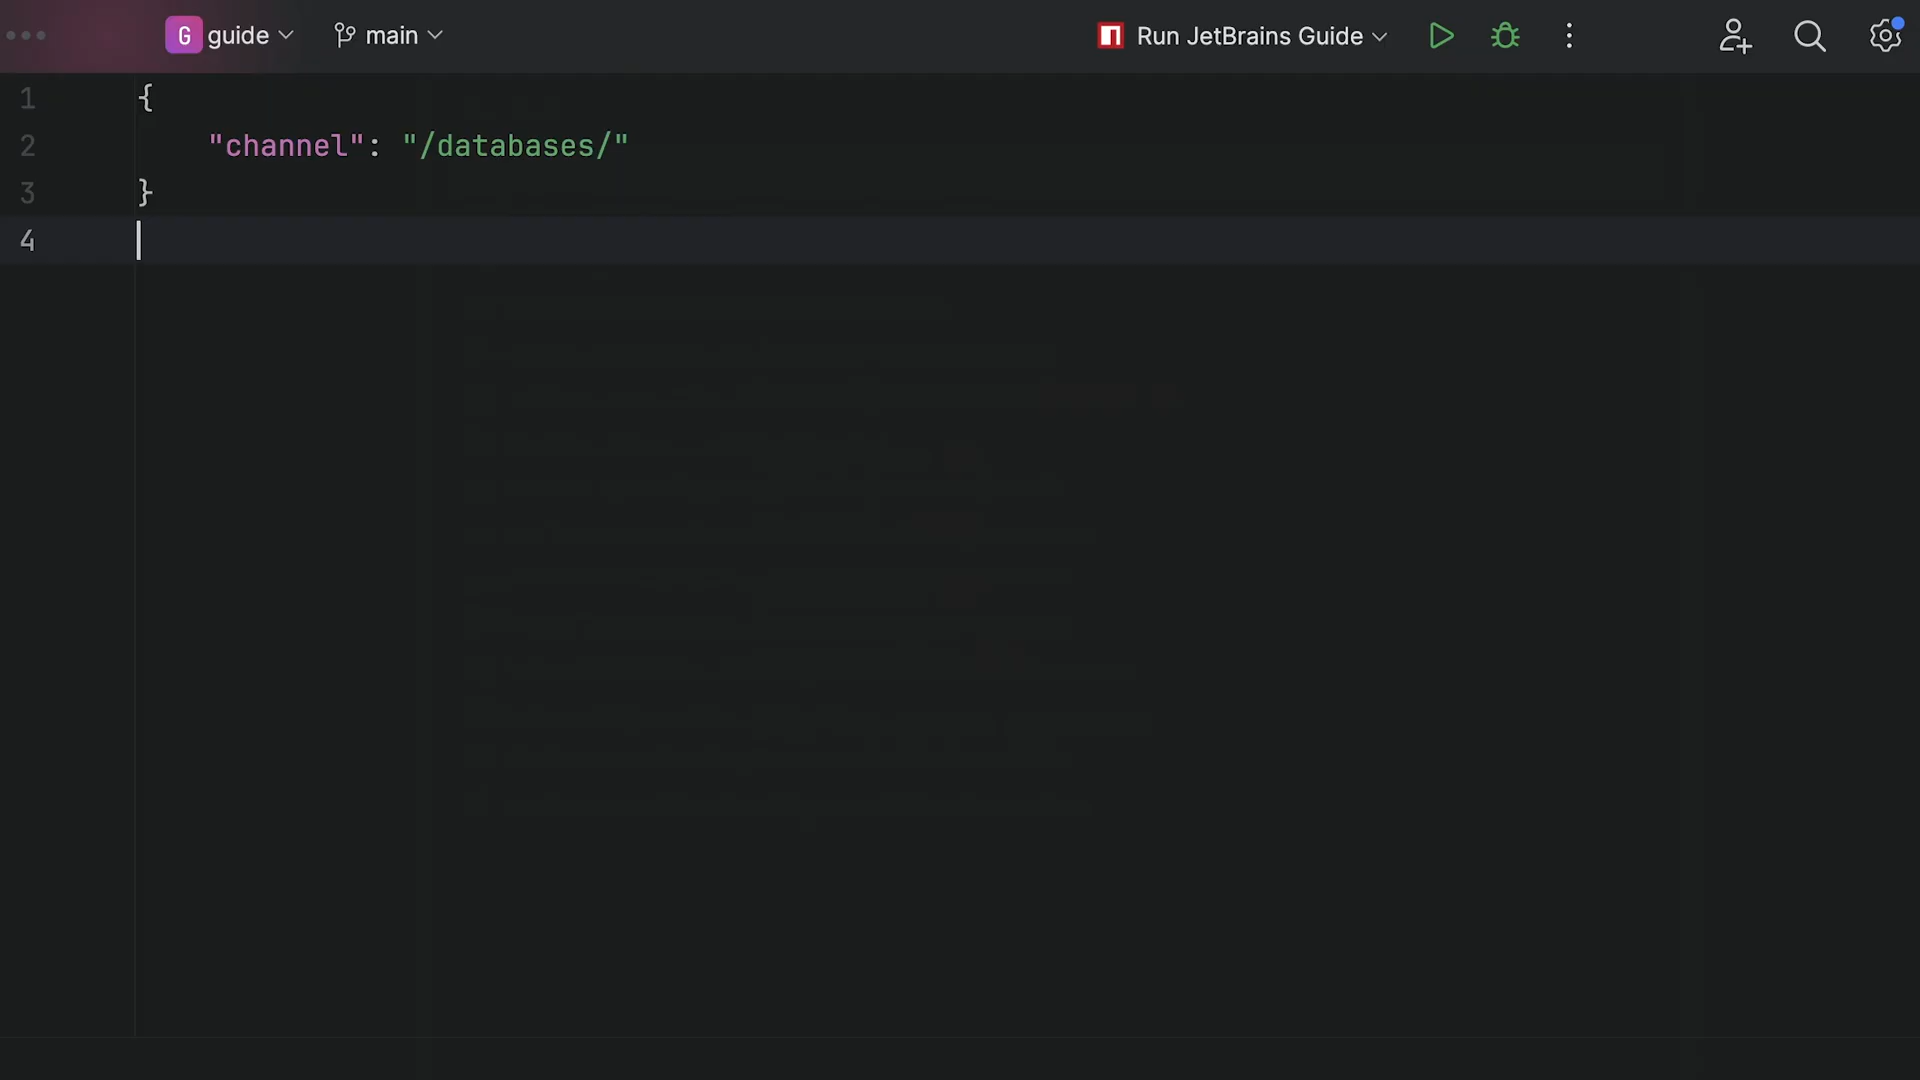 G guide main Run JetBrains Guide
1 {
2 "channel": "/databases/"
3 }
4